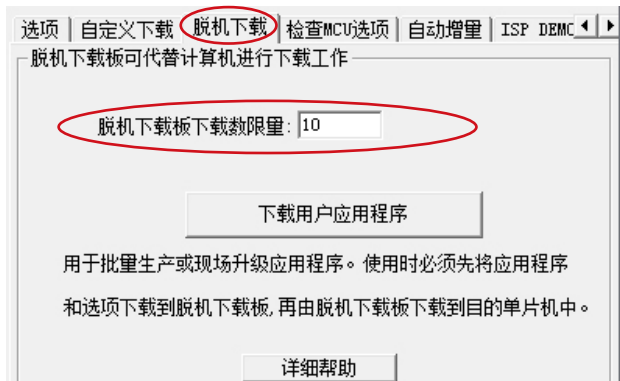 选项 自定义下载 脱机下载 检查MCU选项 自动增量 ISP DEMO
脱机下载板可代替计算机进行下载工作
脱机下载板下载数限量: 10
下载用户应用程序
用于批量生产或现场升级应用程序。使用时必须先将应用程序
和选项下载到脱机下载板,再由脱机下载板下载到目的单片机中。
详细帮助